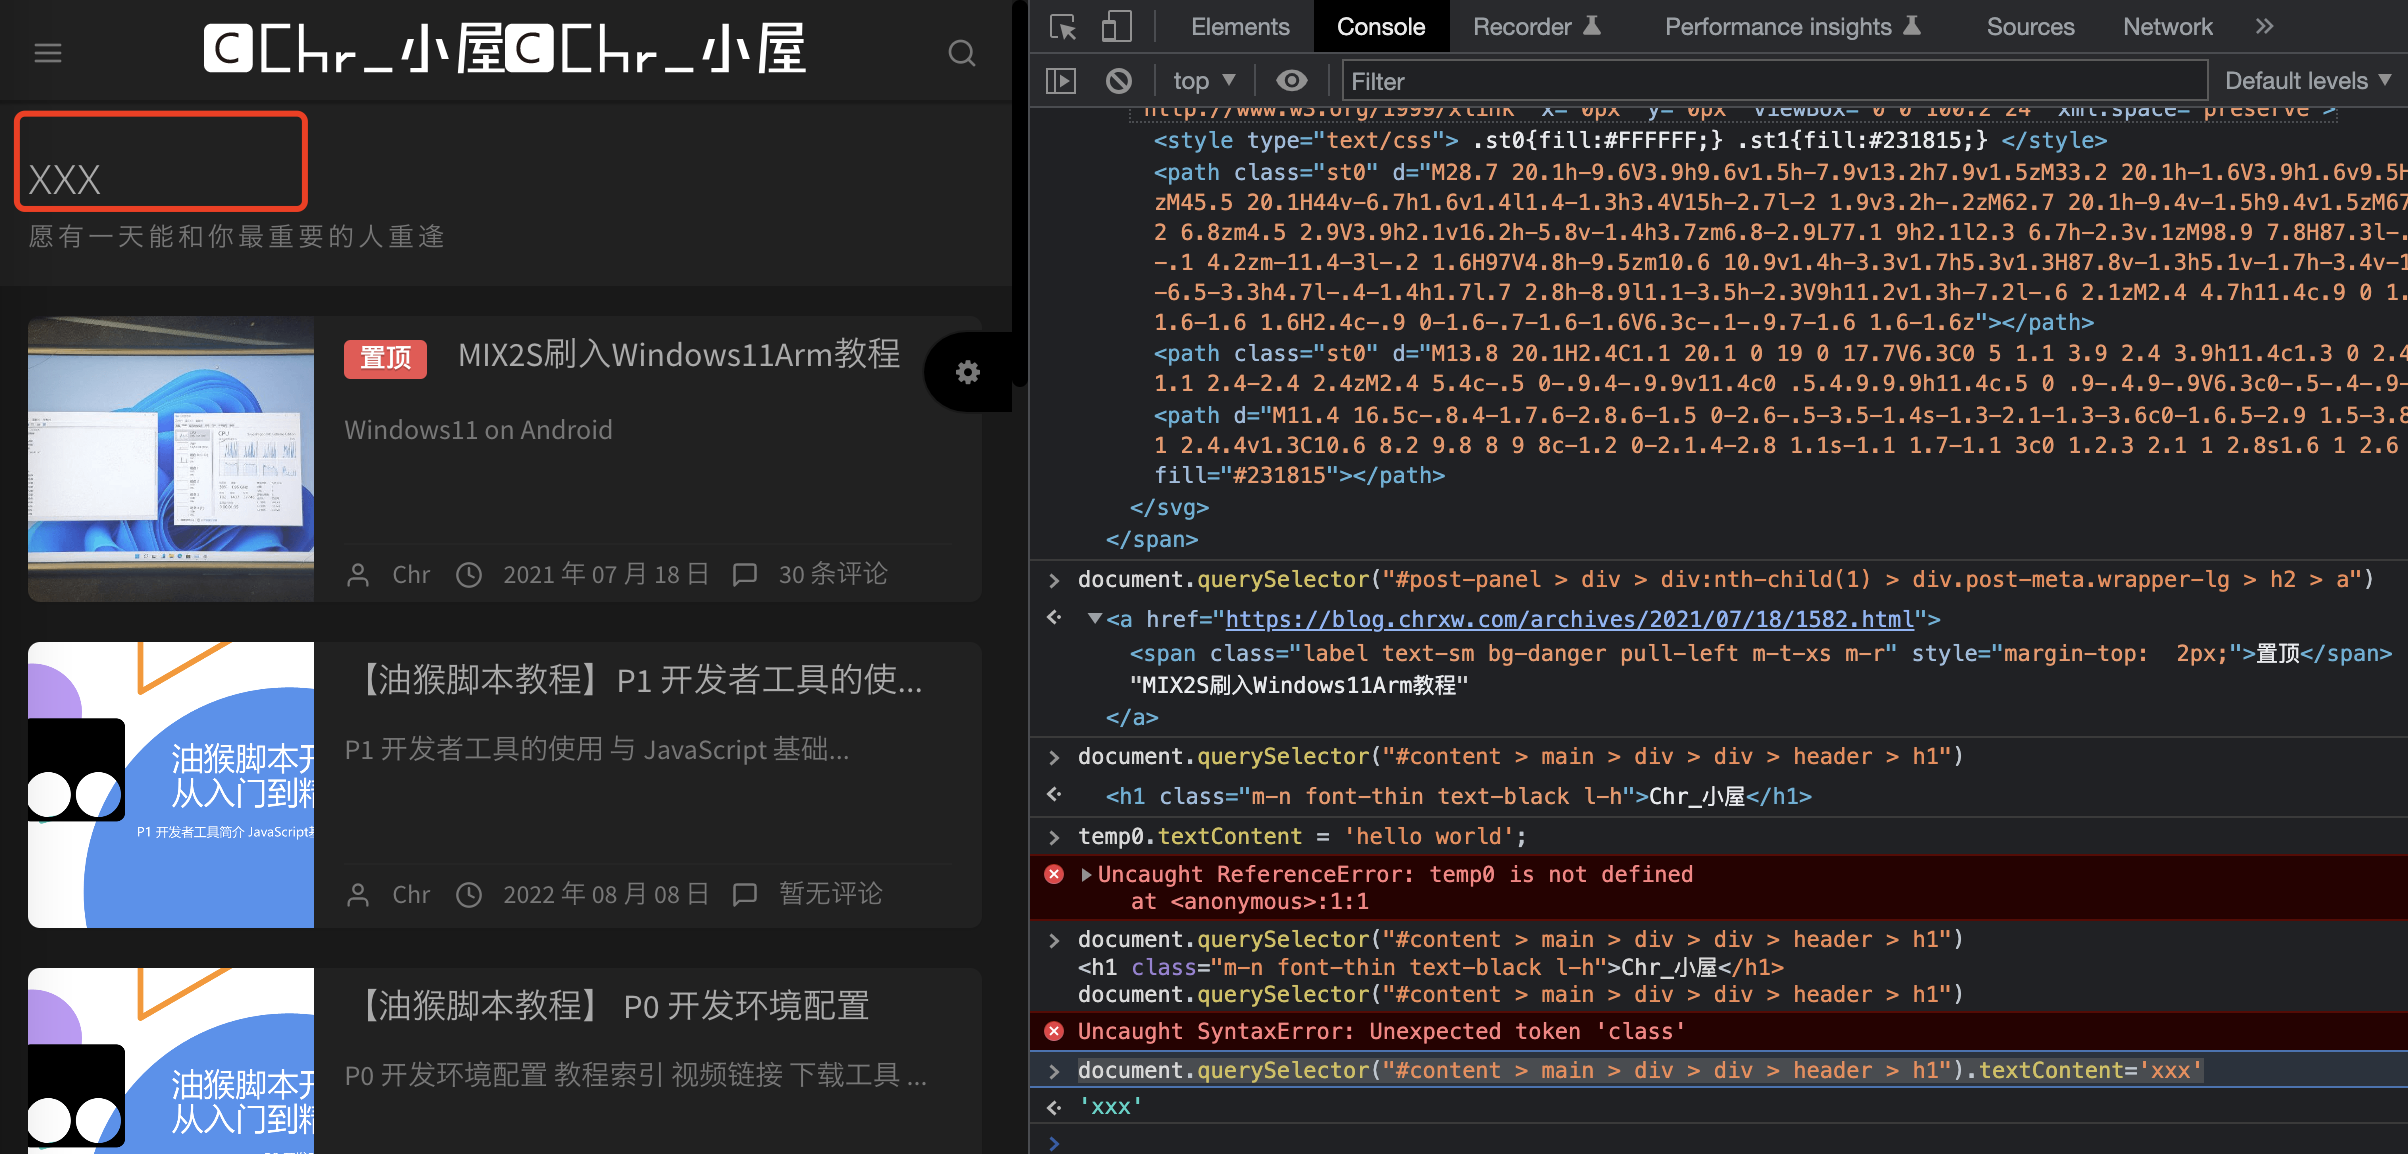 C Chr_小屋C Chr_小屋
xxx
愿有一天能和你最重要的人重逢
置顶 MIX2S刷入Windows11Arm教程
Windows11 on Android
Chr 2021 年 07 月 18 日 30 条评论
【油猴脚本教程】P1 开发者工具的使...
P1 开发者工具的使用 与 JavaScript 基础...
油猴脚本开
从入门到精
P1 开发者工具简介 JavaScript基
Chr 2022 年 08 月 08 日 暂无评论
【油猴脚本教程】 P0 开发环境配置
P0 开发环境配置 教程索引 视频链接 下载工具 ...
油猴脚本开
从入门到精
Elements Console Recorder Performance insights Sources Network »
top ▼ Filter Default levels ▼
http://www.w3.org/1999/xlink" x="0px" y="0px" viewBox="0 0 100.2 24" xml:space="preserve">
<style type="text/css"> .st0{fill:#FFFFFF;} .st1{fill:#231815;} </style>
<path class="st0" d="M28.7 20.1h-9.6V3.9h9.6v1.5h-7.9v13.2h7.9v1.5zM33.2 20.1h-1.6V3.9h1.6v9.5H
zM45.5 20.1H44v-6.7h1.6v1.4l1.4-1.3h3.4V15h-2.7l-2 1.9v3.2h-.2zM62.7 20.1h-9.4v-1.5h9.4v1.5zM67
2 6.8zm4.5 2.9V3.9h2.1v16.2h-5.8v-1.4h3.7zm6.8-2.9L77.1 9h2.1l2.3 6.7h-2.3v.1zM98.9 7.8H87.3l-.
-.1 4.2zm-11.4-3l-.2 1.6H97V4.8h-9.5zm10.6 10.9v1.4h-3.3v1.7h5.3v1.3H87.8v-1.3h5.1v-1.7h-3.4v-1
-6.5-3.3h4.7l-.4-1.4h1.7l.7 2.8h-8.9l1.1-3.5h-2.3V9h11.2v1.3h-7.2l-.6 2.1zM2.4 4.7h11.4c.9 0 1.
1.6-1.6 1.6H2.4c-.9 0-1.6-.7-1.6-1.6V6.3c-.1-.9.7-1.6 1.6-1.6z"></path>
<path class="st0" d="M13.8 20.1H2.4C1.1 20.1 0 19 0 17.7V6.3C0 5 1.1 3.9 2.4 3.9h11.4c1.3 0 2.4
1.1 2.4-2.4 2.4zM2.4 5.4c-.5 0-.9.4-.9.9v11.4c0 .5.4.9.9.9h11.4c.5 0 .9-.4.9-.9V6.3c0-.5-.4-.9-
<path d="M11.4 16.5c-.8.4-1.7.6-2.8.6-1.5 0-2.6-.5-3.5-1.4s-1.3-2.1-1.3-3.6c0-1.6.5-2.9 1.5-3.8
1 2.4.4v1.3C10.6 8.2 9.8 8 9 8c-1.2 0-2.1.4-2.8 1.1s-1.1 1.7-1.1 3c0 1.2.3 2.1 1 2.8s1.6 1 2.6
fill="#231815"></path>
</svg>
</span>
document.querySelector("#post-panel > div > div:nth-child(1) > div.post-meta.wrapper-lg > h2 > a")
▼<a href="https://blog.chrxw.com/archives/2021/07/18/1582.html">
<span class="label text-sm bg-danger pull-left m-t-xs m-r" style="margin-top:  2px;">置顶</span>
"MIX2S刷入Windows11Arm教程"
</a>
document.querySelector("#content > main > div > div > header > h1")
<h1 class="m-n font-thin text-black l-h">Chr_小屋</h1>
temp0.textContent = 'hello world';
Uncaught ReferenceError: temp0 is not defined
at <anonymous>:1:1
document.querySelector("#content > main > div > div > header > h1")
<h1 class="m-n font-thin text-black l-h">Chr_小屋</h1>
document.querySelector("#content > main > div > div > header > h1")
Uncaught SyntaxError: Unexpected token 'class'
document.querySelector("#content > main > div > div > header > h1").textContent='xxx'
'xxx'